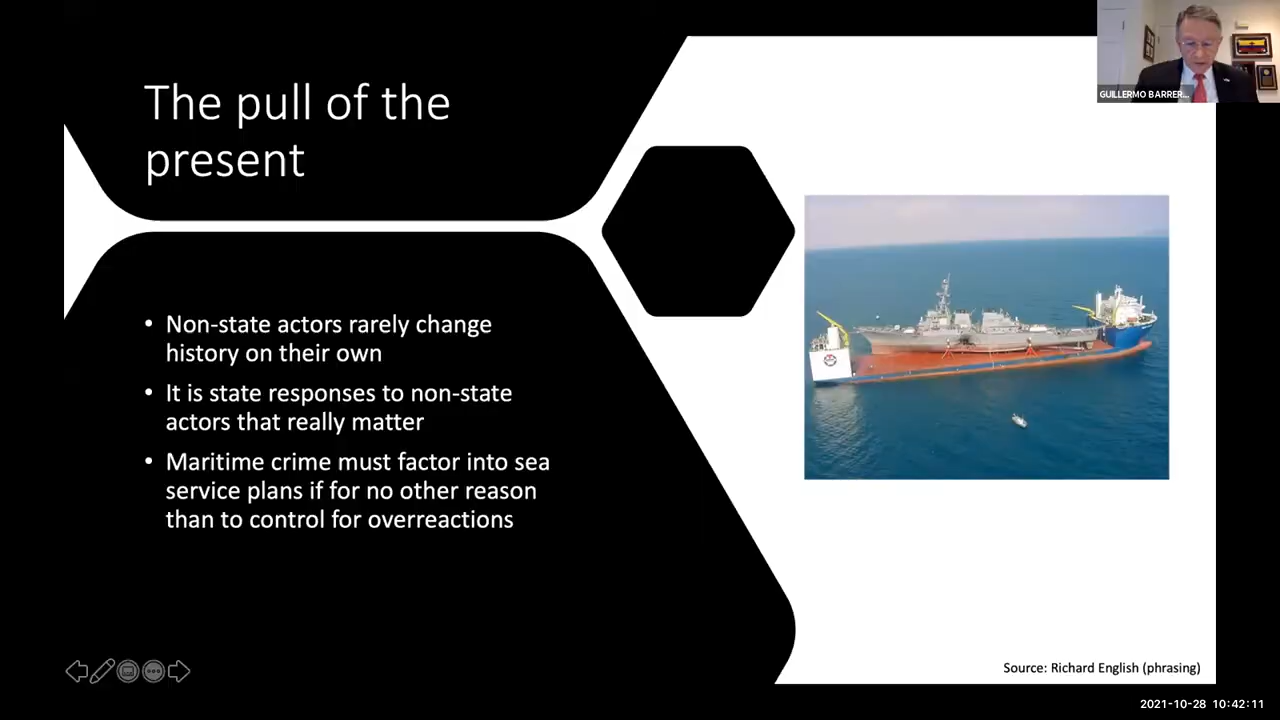 The pull of the
present
GUILLERMO BARRER...
• Non-state actors rarely change
history on their own
• It is state responses to non-state
actors that really matter
• Maritime crime must factor into sea
service plans if for no other reason
than to control for overreactions
Source: Richard English (phrasing)
2021-10-28 10:42:11